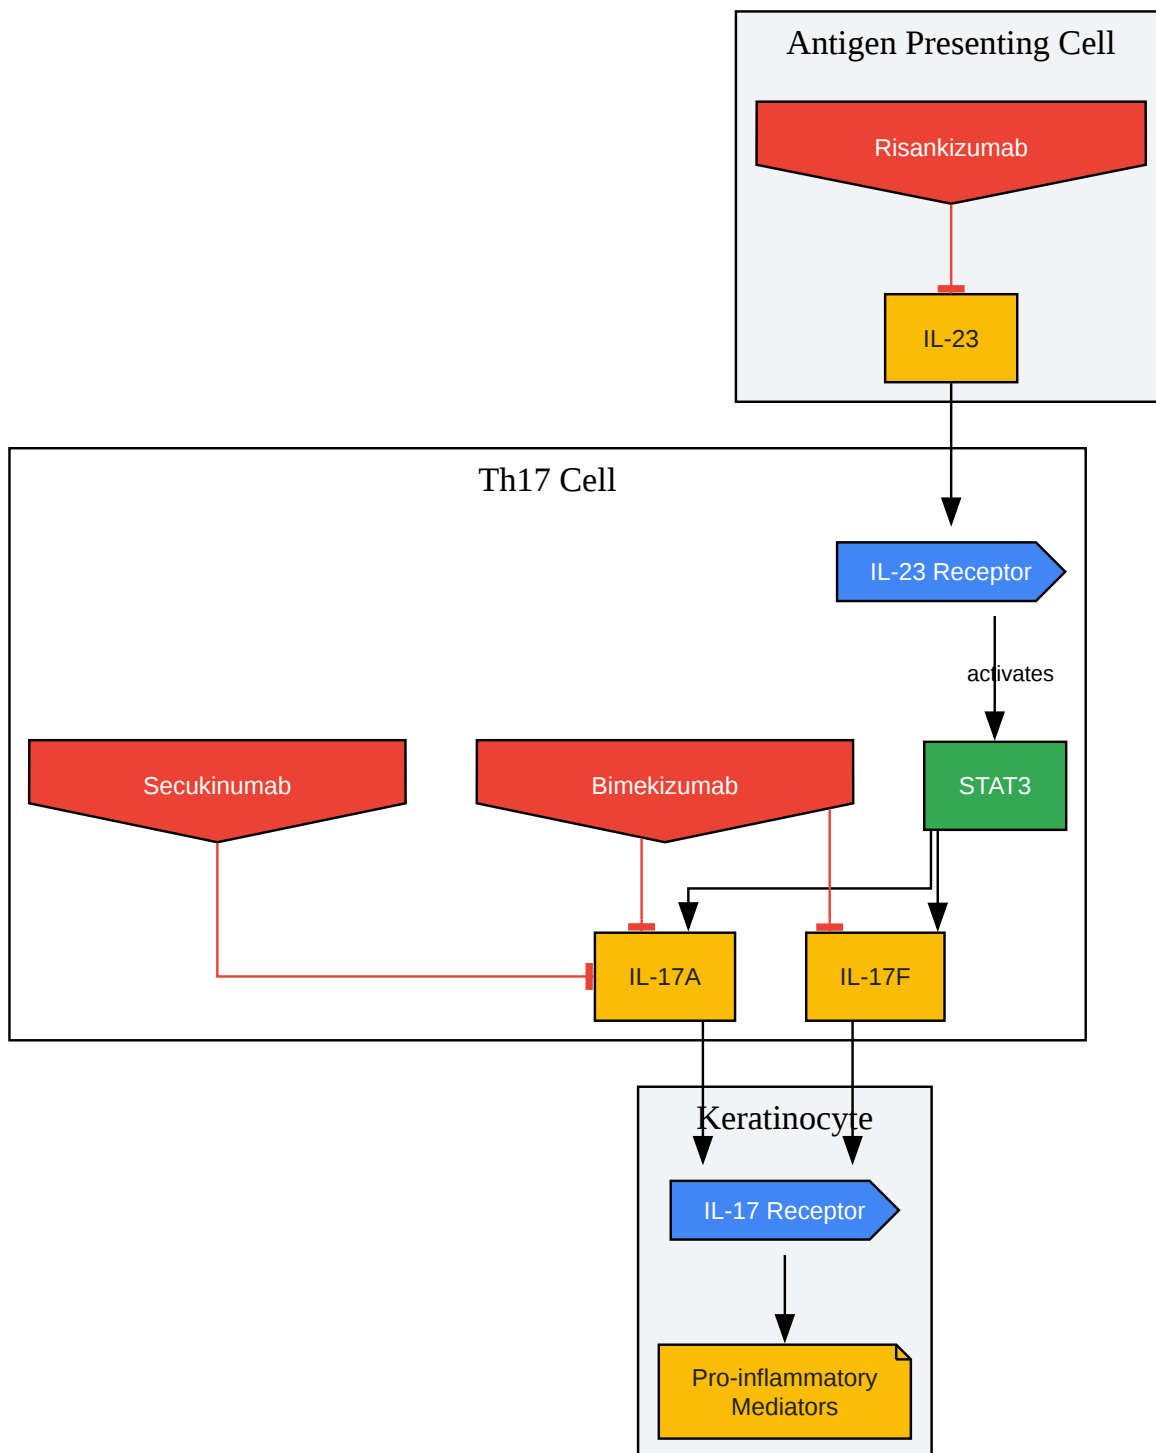 Antigen Presenting Cell
Risankizumab
IL-23
Th17 Cell
IL-23 Receptor
activates
Secukinumab
Bimekizumab
STAT3
IL-17A
IL-17F
Keratinocyte
IL-17 Receptor
Pro-inflammatory
Mediators